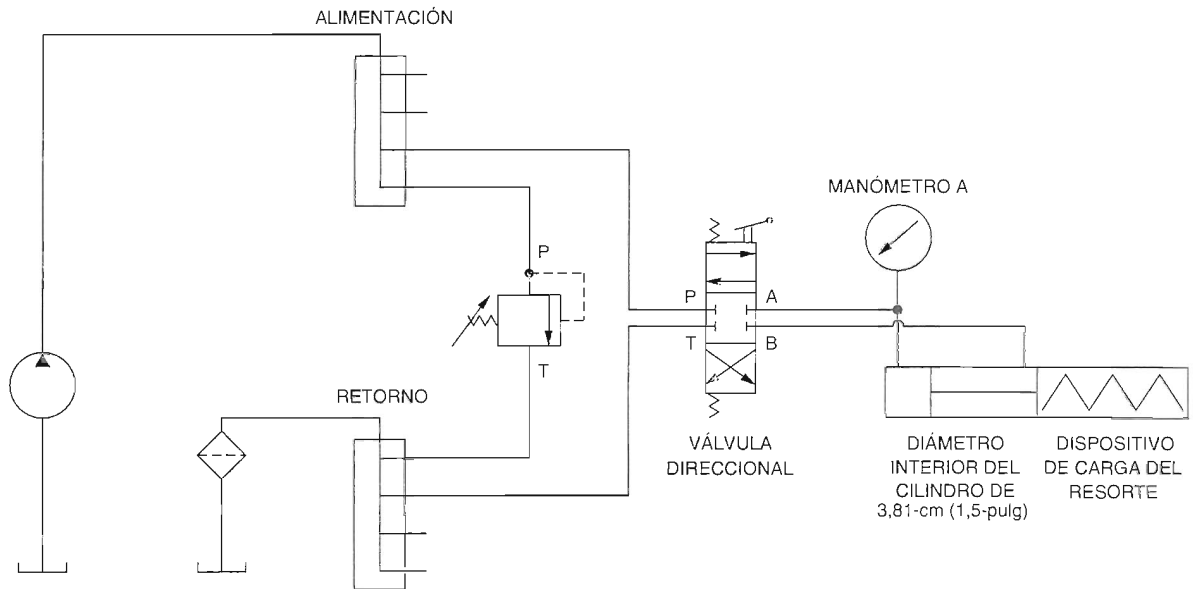 ALIMENTACIÓN
MANÓMETRO A
P
P
A
T
B
T
RETORNO
VÁLVULA
DIRECCIONAL
DIÁMETRO
INTERIOR DEL
CILINDRO DE
3,81-cm (1,5-pulg)
DISPOSITIVO
DE CARGA DEL
RESORTE